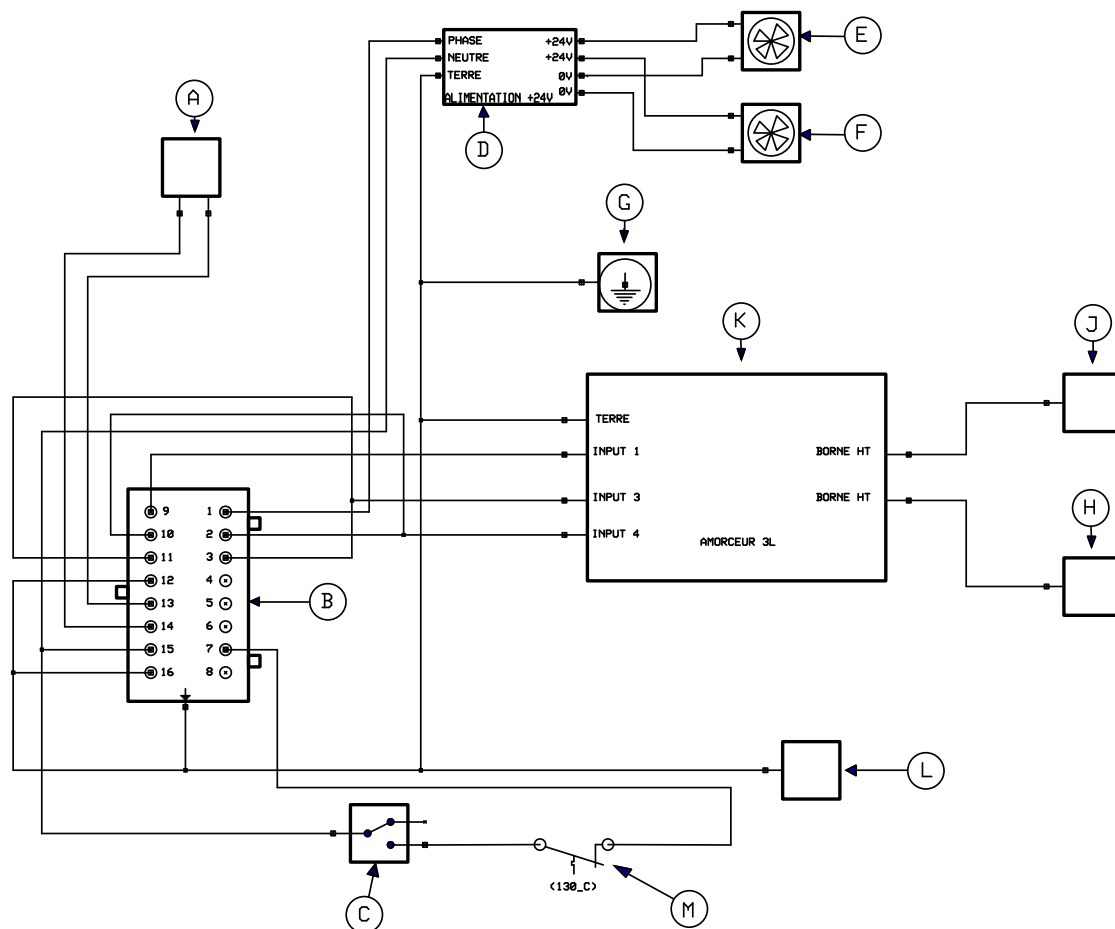 E
PHASE +24V
NEUTRE +24V
TERRE 0V
0V
ALIMENTATION +24V
A
D
F
G
K
J
TERRE
INPUT 1 BORNE HT
INPUT 3 BORNE HT
INPUT 4
AMORCEUR 3L
H
9 1
10 2
11 3
12 4
13 5
14 6
15 7
16 8
B
L
(130_C)
C
M